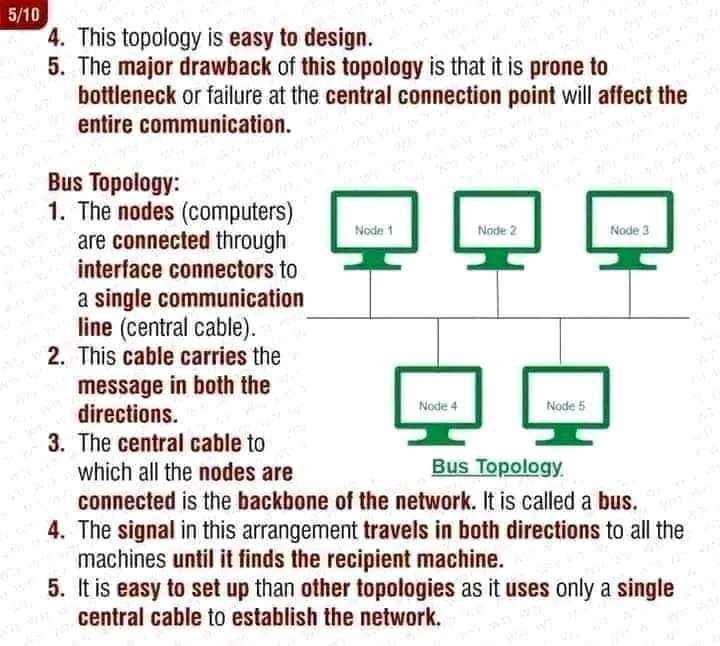 5/10
4. This topology is easy to design.
5. The major drawback of this topology is that it is prone to
bottleneck or failure at the central connection point will affect the
entire communication.
Bus Topology:
1. The nodes (computers)
are connected through
interface connectors to
a single communication
line (central cable).
2. This cable carries the
message in both the
directions.
3. The central cable to
which all the nodes are
connected is the backbone of the network. It is called a bus.
4. The signal in this arrangement travels in both directions to all the
machines until it finds the recipient machine.
5. It is easy to set up than other topologies as it uses only a single
central cable to establish the network.
Node 1
Node 2
Node 3
Node 4
Node 5
Bus Topology